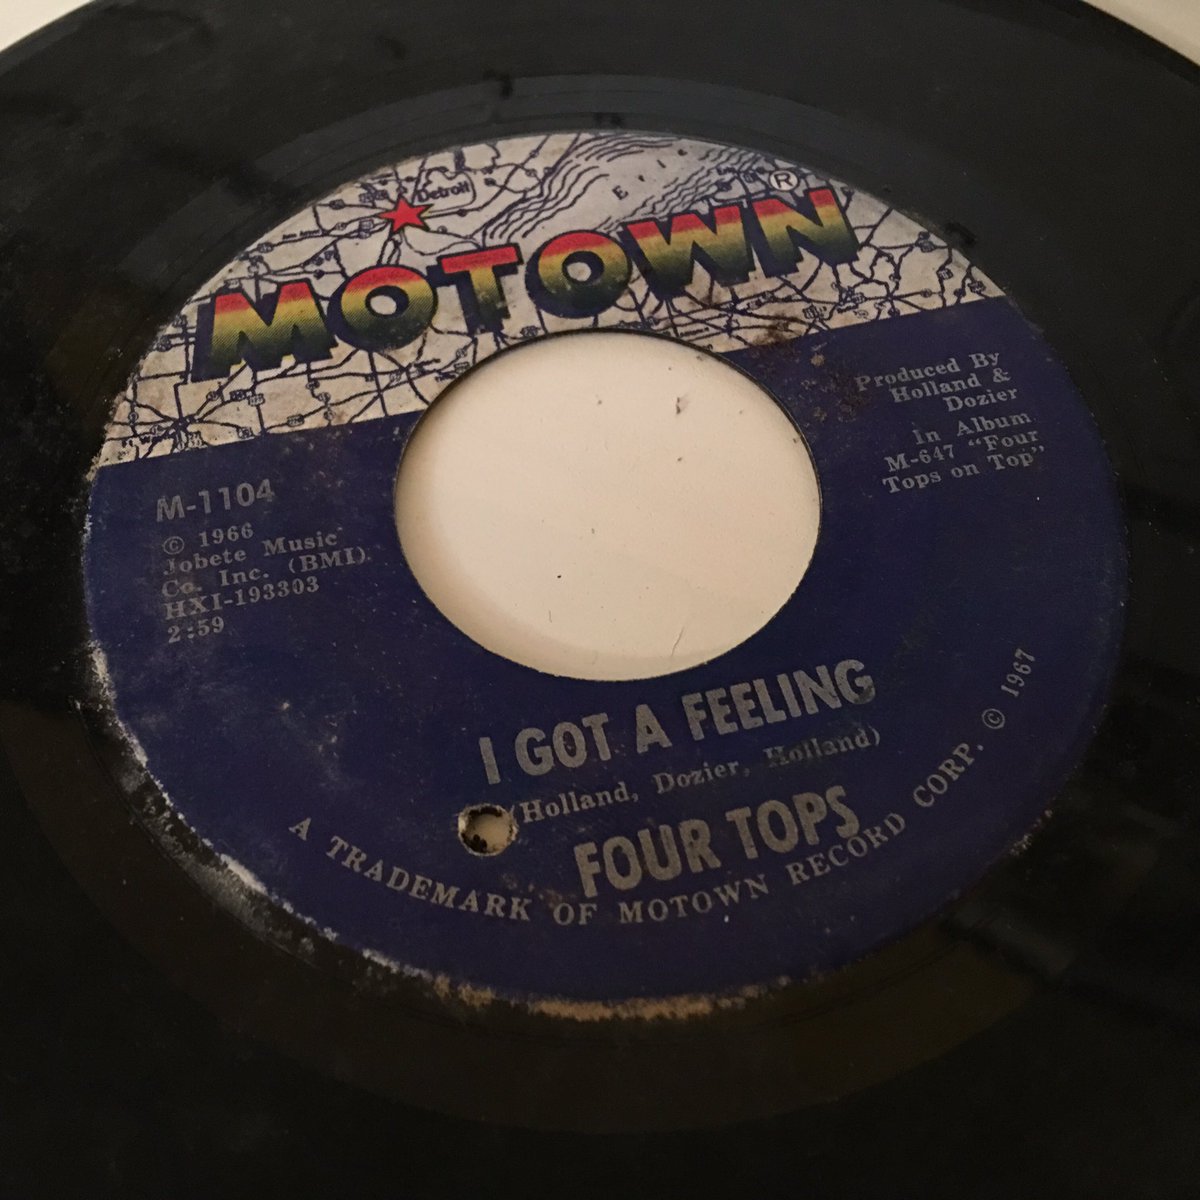 Detroit
Erie
MOTOWN®
Produced By
Holland &
Dozier
In Album
M-647 "Four
Tops on Top"
M-1104
© 1966
Jobete Music
Co. Inc. (BMI)
HXI-193303
2:59
I GOT A FEELING
(Holland, Dozier, Holland)
FOUR TOPS
A TRADEMARK OF MOTOWN RECORD CORP. © 1967